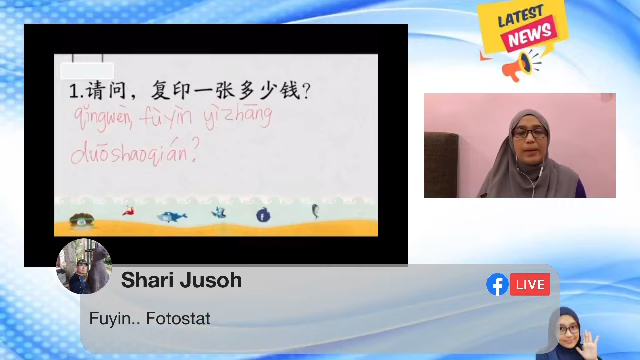 LATEST
NEWS
1.请问，复印一张多少钱？
qǐngwèn, fùyìn yìzhāng
duōshaoqián?
Shari Jusoh
LIVE
Fuyin.. Fotostat